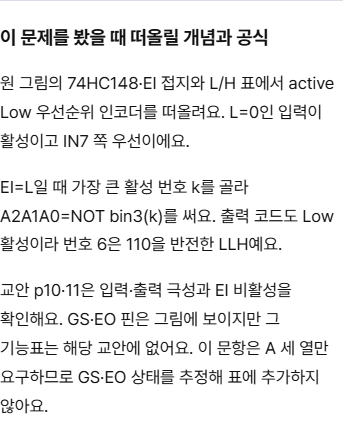 이 문제를 봤을 때 떠올릴 개념과 공식
원 그림의 74HC148·EI 접지와 L/H 표에서 active
Low 우선순위 인코더를 떠올려요. L=0인 입력이
활성이고 IN7 쪽 우선이에요.
EI=L일 때 가장 큰 활성 번호 k를 골라
A2A1A0=NOT bin3(k)를 써요. 출력 코드도 Low
활성이라 번호 6은 110을 반전한 LLH예요.
교안 p10·11은 입력·출력 극성과 EI 비활성을
확인해요. GS·EO 핀은 그림에 보이지만 그
기능표는 해당 교안에 없어요. 이 문항은 A 세 열만
요구하므로 GS·EO 상태를 추정해 표에 추가하지
않아요.